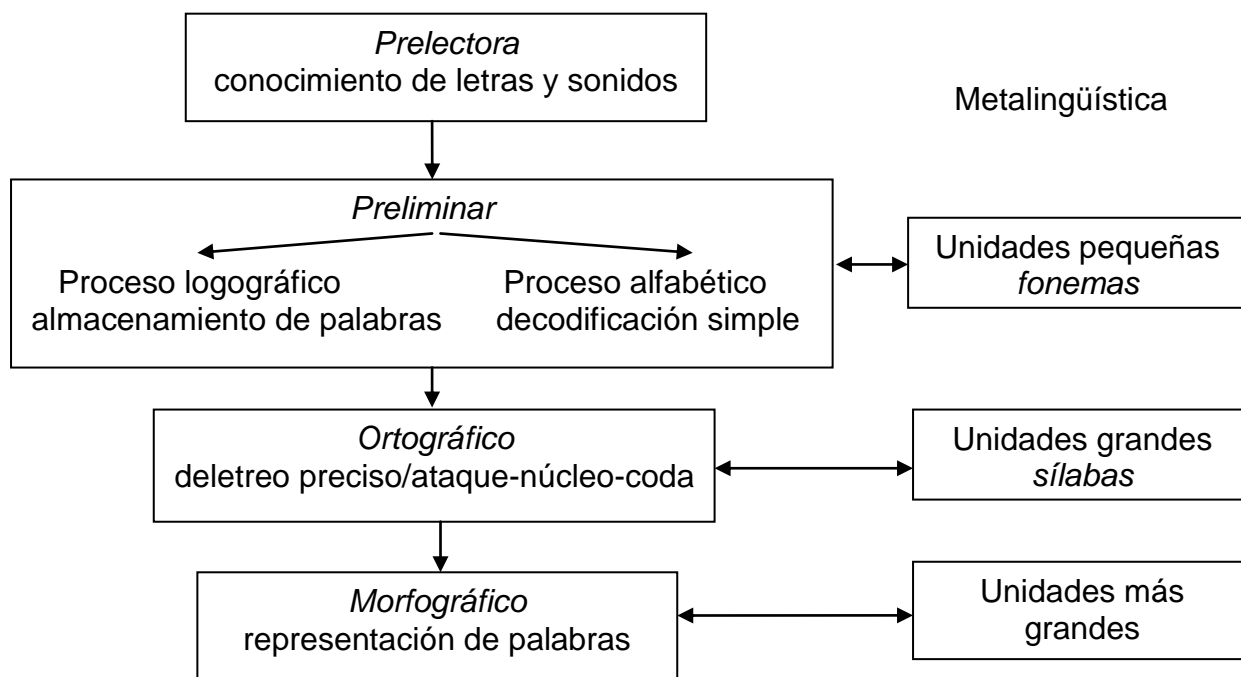 Prelectora
conocimiento de letras y sonidos
Metalingüística
Preliminar
Proceso logográfico
almacenamiento de palabras
Proceso alfabético
decodificación simple
Unidades pequeñas
fonemas
Ortográfico
deletreo preciso/ataque-núcleo-coda
Unidades grandes
sílabas
Morfográfico
representación de palabras
Unidades más
grandes